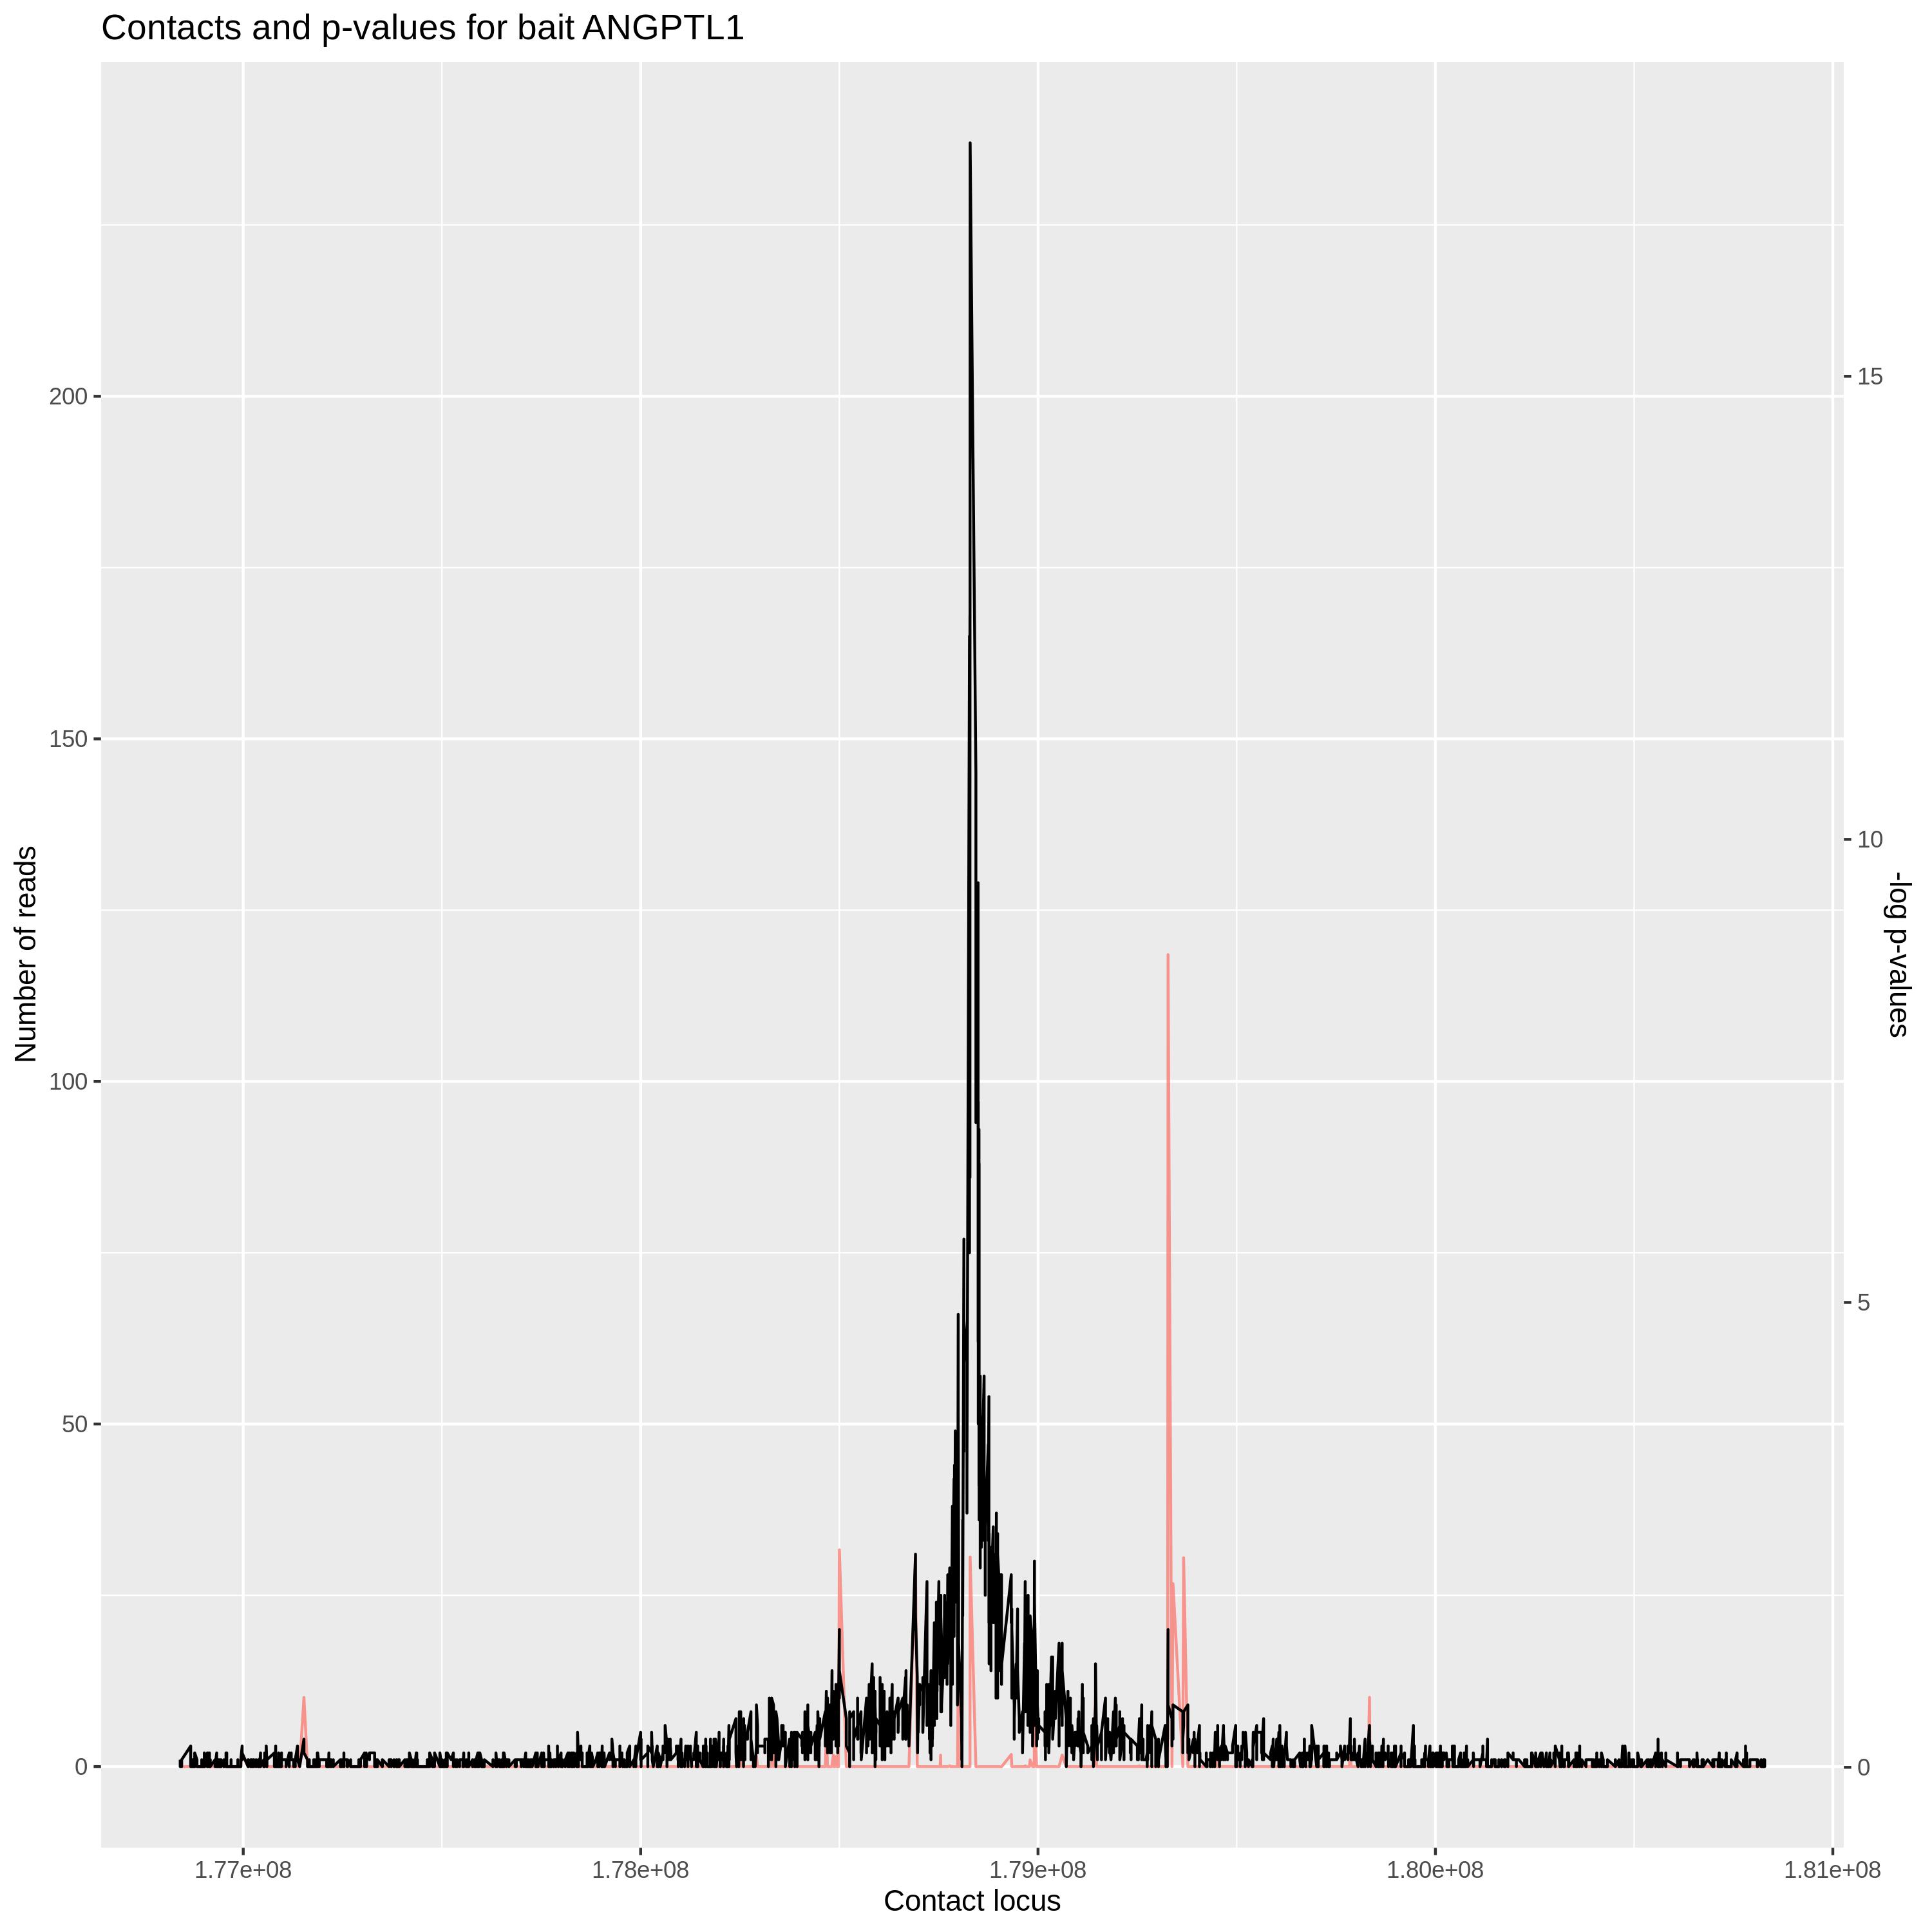 Contacts and p-values for bait ANGPTL1
Number of reads
200
150
100
50
0
15
10
5
0
-log p-values
1.77e+08
1.78e+08
1.79e+08
1.80e+08
1.81e+08
Contact locus